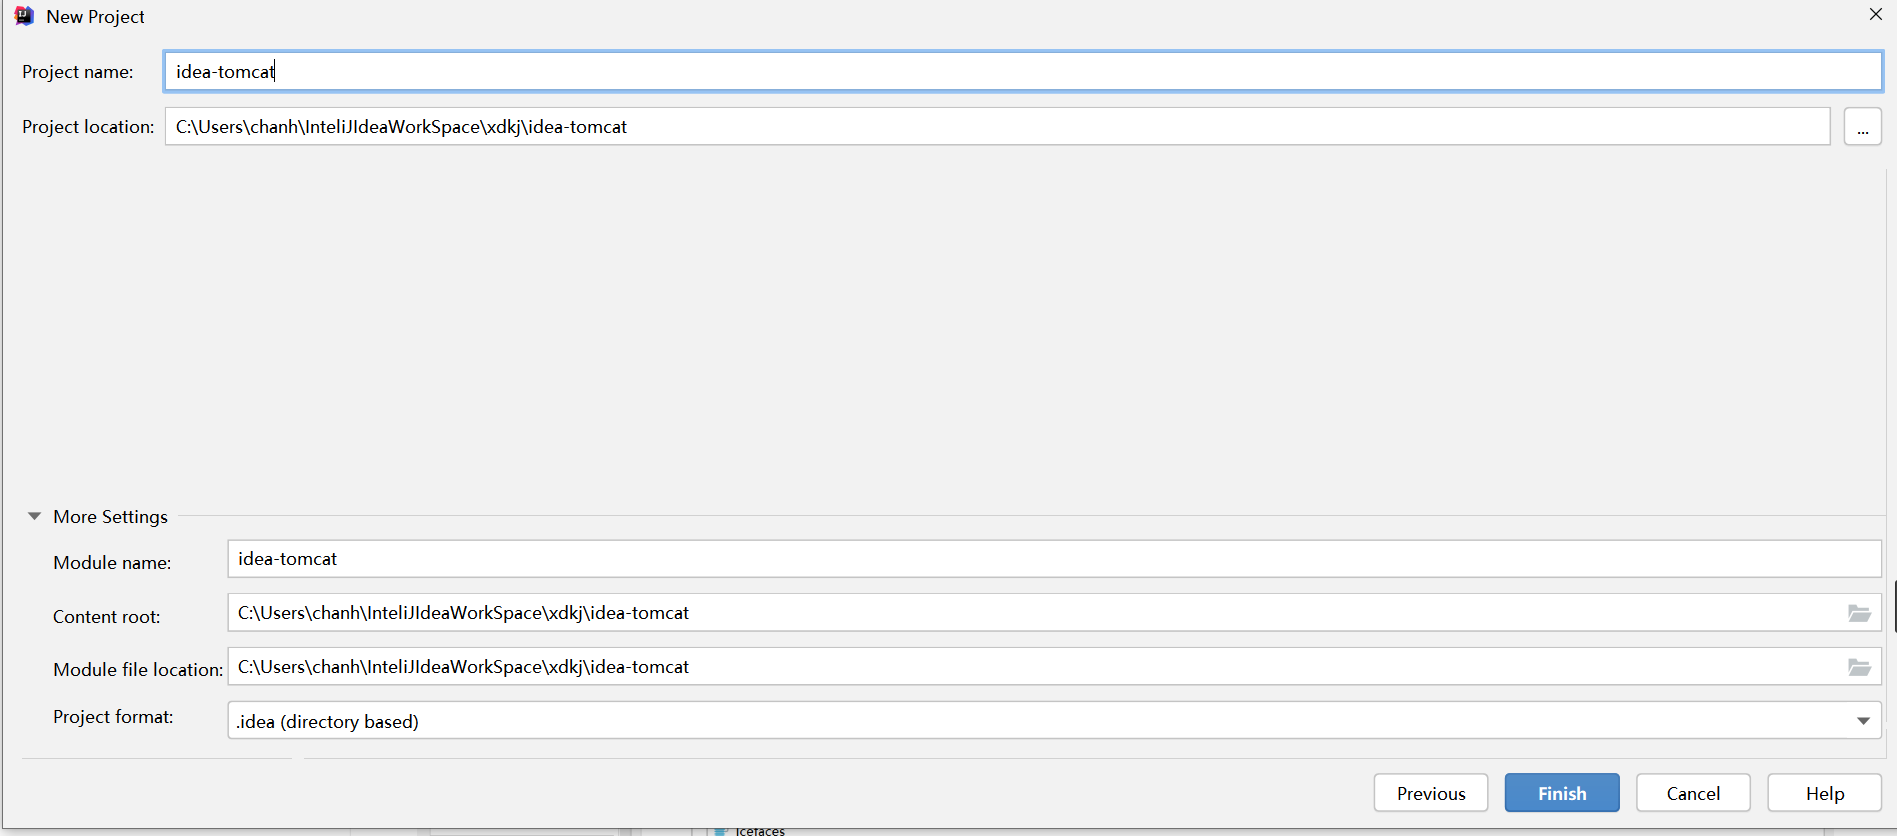 New Project
Project name: idea-tomcat
Project location: C:\Users\chanh\InteliJIdeaWorkSpace\xdkj\idea-tomcat ...
More Settings
Module name: idea-tomcat
Content root: C:\Users\chanh\InteliJIdeaWorkSpace\xdkj\idea-tomcat
Module file location: C:\Users\chanh\InteliJIdeaWorkSpace\xdkj\idea-tomcat
Project format: .idea (directory based)
Previous Finish Cancel Help
Icefaces